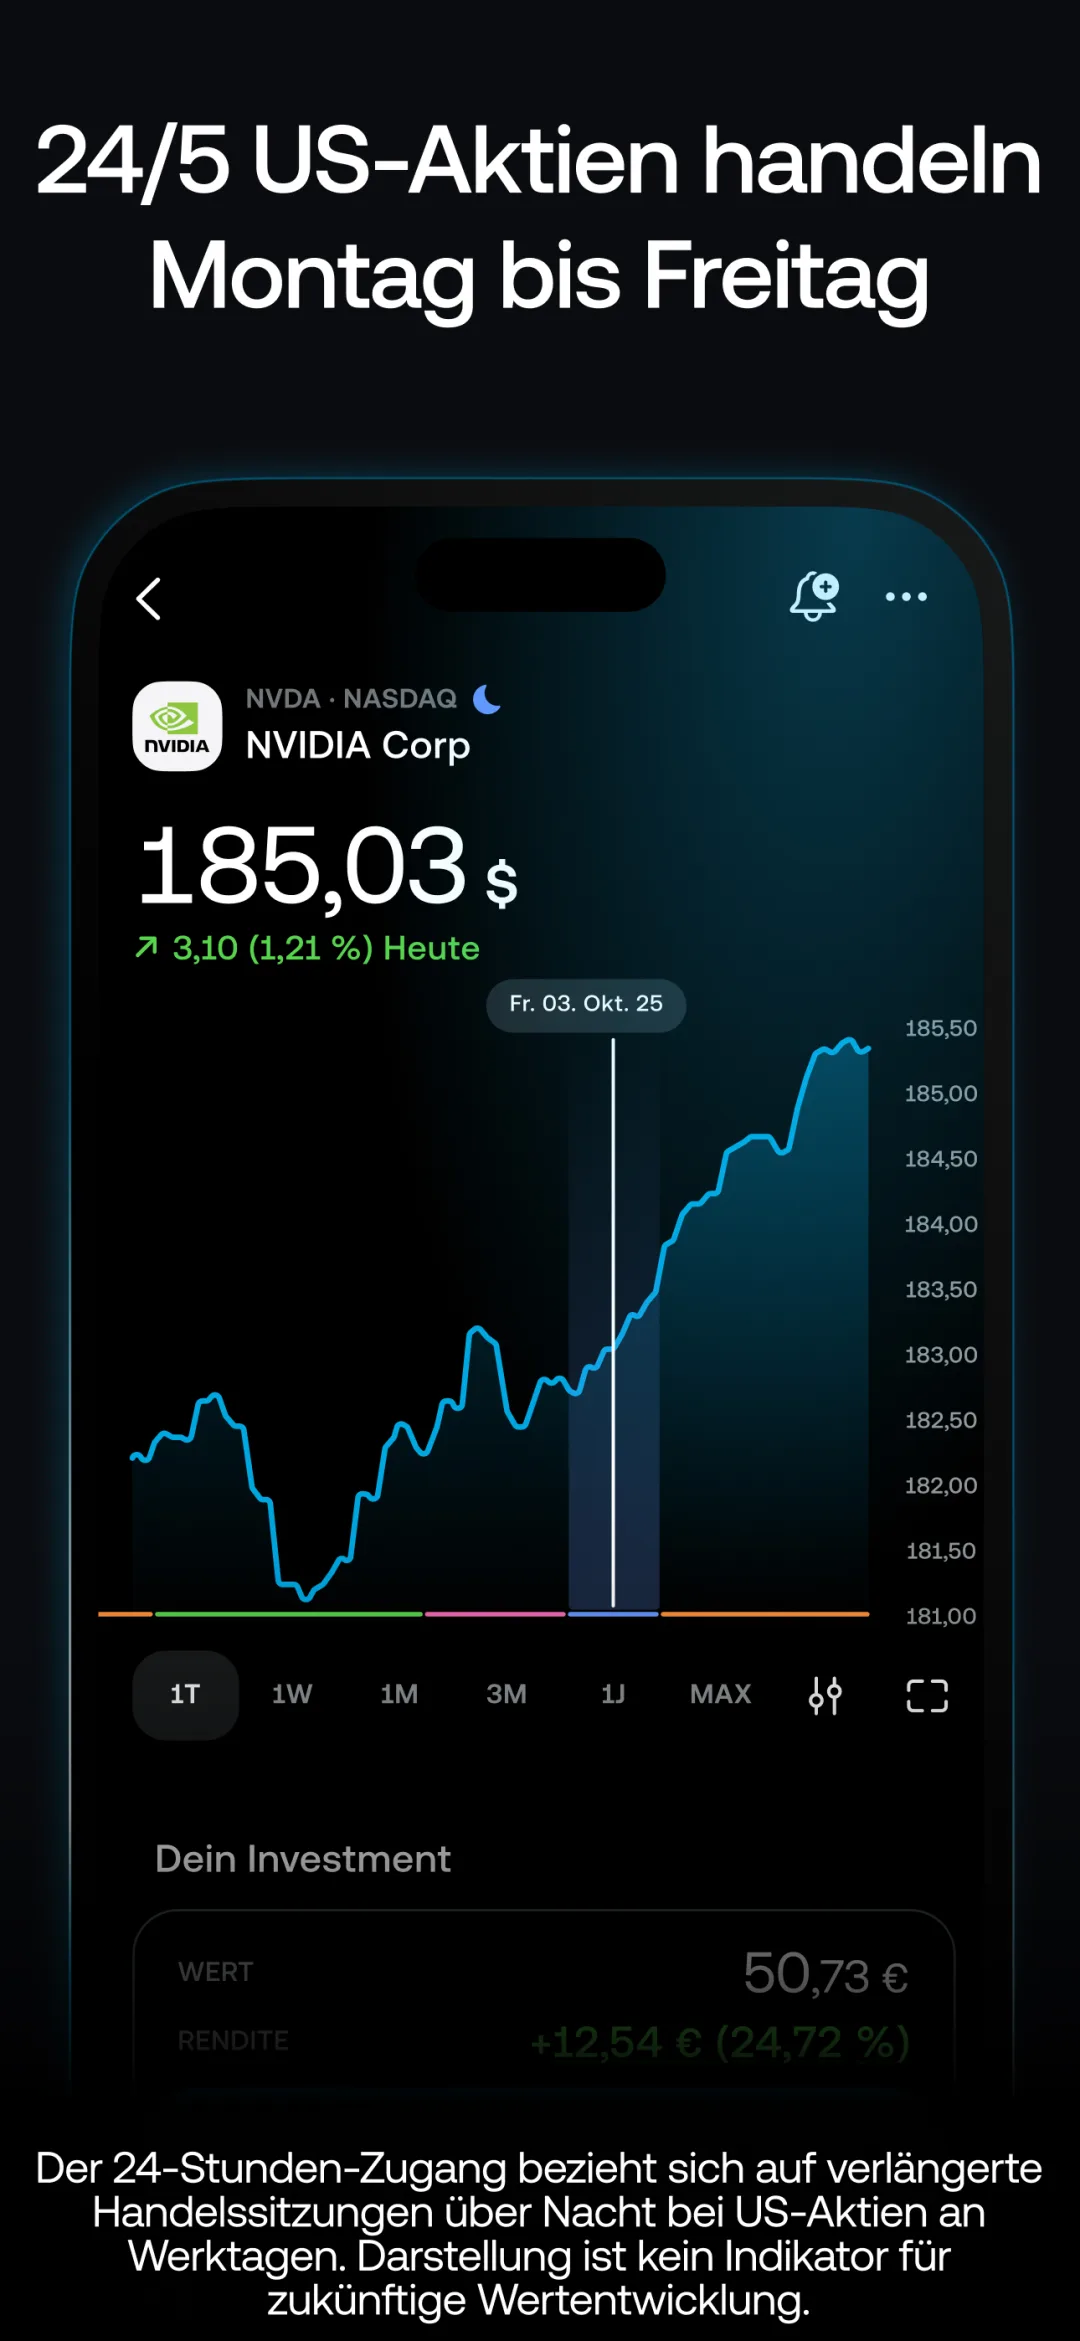 24/5 US-Aktien handeln
Montag bis Freitag
NVDA · NASDAQ
NVIDIA
NVIDIA Corp
185,03 $
3,10 (1,21 %) Heute
Fr. 03. Okt. 25
185,50
185,00
184,50
184,00
183,50
183,00
182,50
182,00
181,50
181,00
1T 1W 1M 3M 1J MAX
Dein Investment
WERT 50,73 €
RENDITE +12,54 € (24,72 %)
Der 24-Stunden-Zugang bezieht sich auf verlängerte
Handelssitzungen über Nacht bei US-Aktien an
Werktagen. Darstellung ist kein Indikator für
zukünftige Wertentwicklung.